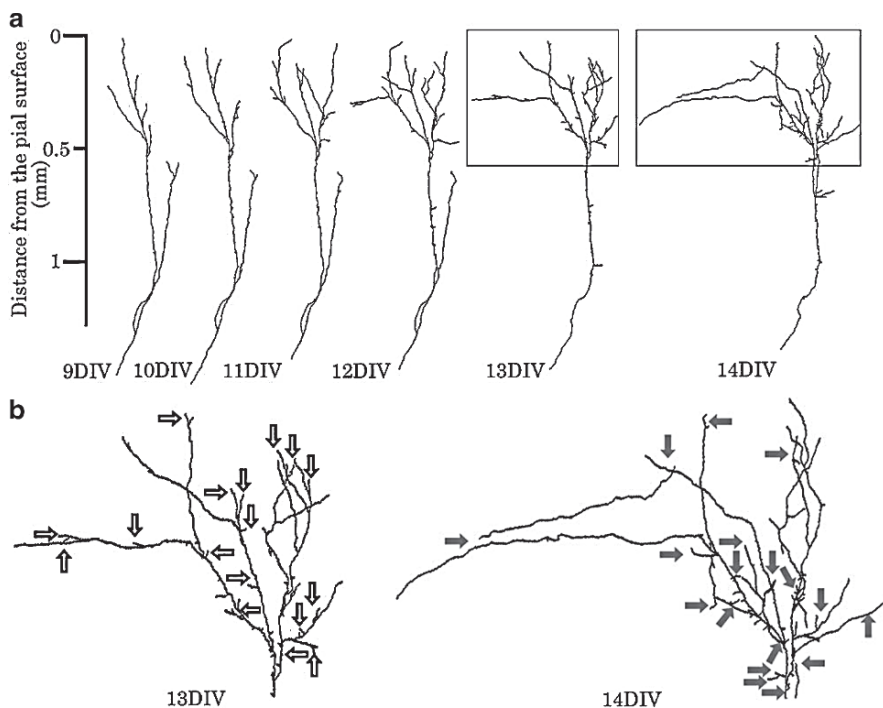 a
Distance from the pial surface
(mm)
0
0.5
1
9DIV
10DIV
11DIV
12DIV
13DIV
14DIV
b
13DIV
14DIV